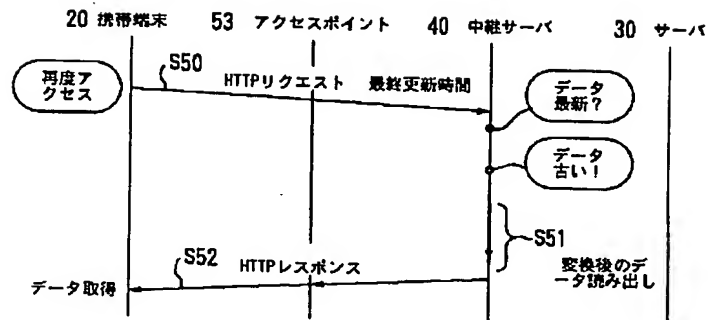 20 携帯端末
53 アクセスポイント
40 中継サーバ
30 サーバ
再度ア
クセス
S50
HTTPリクエスト 最終更新時間
データ
最新?
データ
古い!
S51
変換後のデ
ータ読み出し
S52
HTTPレスポンス
データ取得